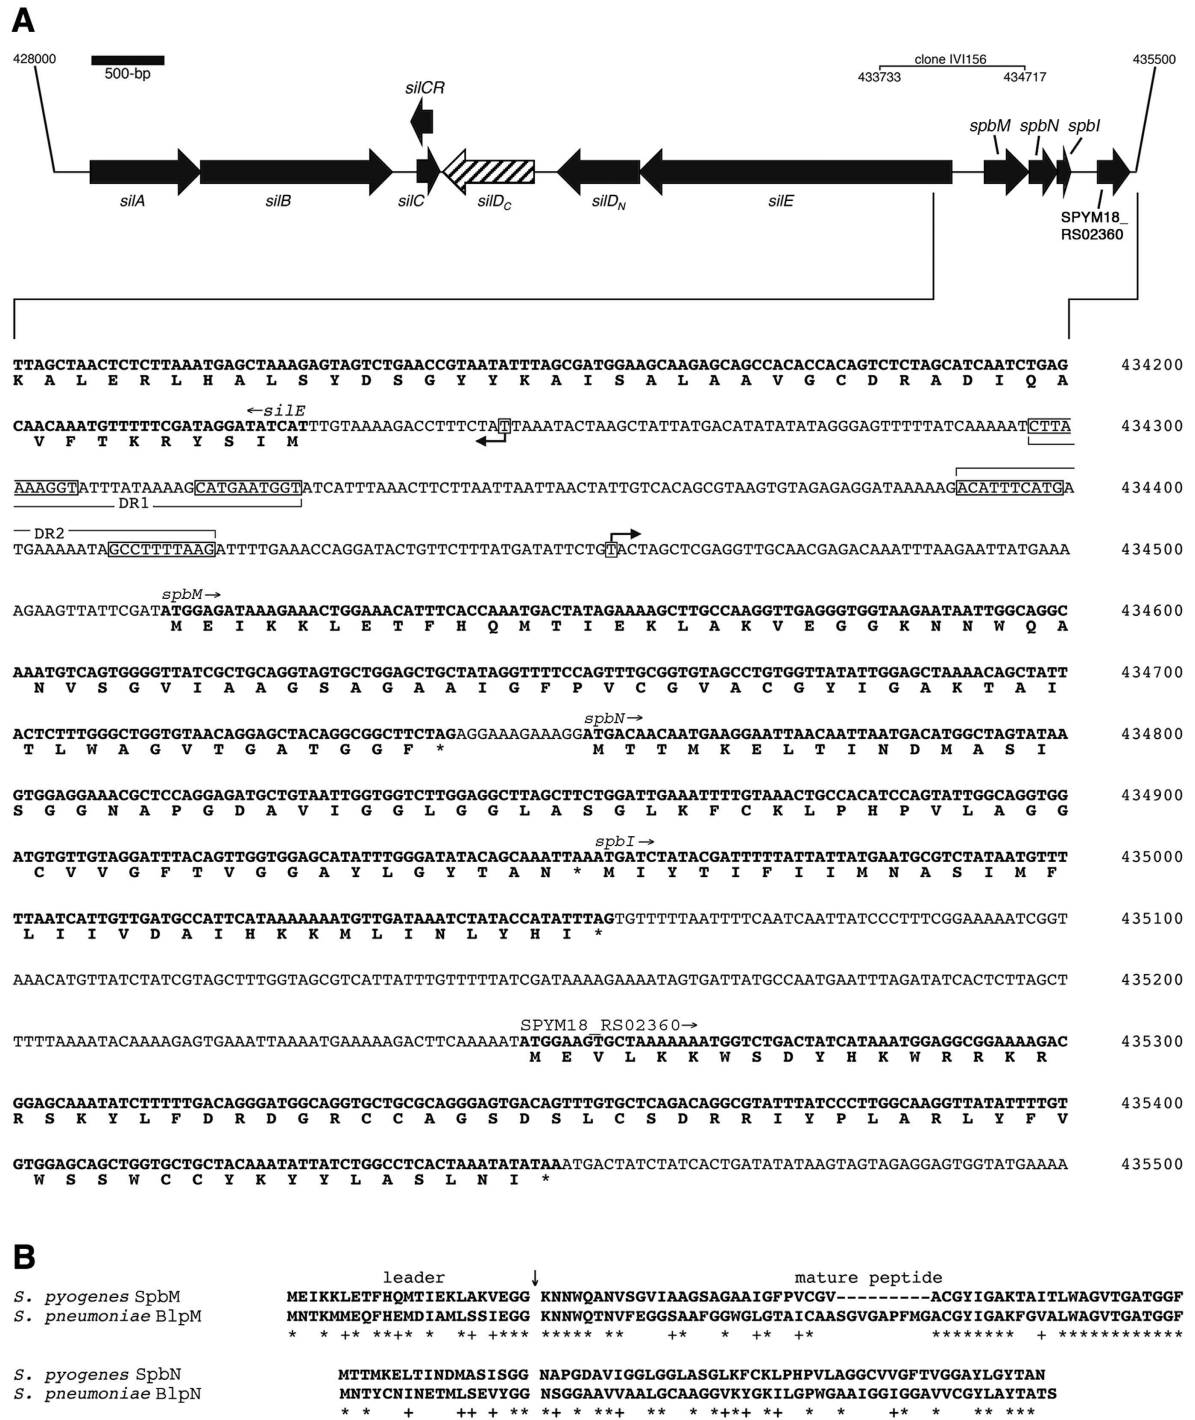 A
428000
500-bp
silCR
clone IVI156
433733 434717
435500
spbM spbN spbI
silA silB silC silDC silDN silE
SPYM18_
RS02360
TTAGCTAACTCTCTTAAATGAGCTAAAGAGTAGTCTGAACCGTAATATTTAGCGATGGAAGCAAGAGCAGCCACACCACAGTCTCTAGCATCAATCTGAG 434200
K A L E R L H A L S Y D S G Y Y K A I S A L A A V G C D R A D I Q A
←silE
CAACAAATGTTTTTCGATAGGATATCATTTGTAAAAGACCTTTCTATTAAATACTAAGCTATTATGACATATATATAGGGAGTTTTTATCAAAAATCTTA 434300
V F T K R Y S I M
AAAGGTATTTATAAAAGCATGAATGGTATCATTTAAACTTCTTAATTAATTAACTATTGTCACAGCGTAAGTGTAGAGAGGATAAAAAGACATTTCATGA 434400
DR1
DR2
TGAAAAATAGCCTTTTAAGATTTTGAAACCAGGATACTGTTCTTTATGATATTCTGTACTAGCTCGAGGTTGCAACGAGACAAATTTAAGAATTATGAAA 434500
spbM→
AGAAGTTATTCGATATGGAGATAAAGAAACTGGAAACATTTCACCAAATGACTATAGAAAAGCTTGCCAAGGTTGAGGGTGGTAAGAATAATTGGCAGGC 434600
M E I K K L E T F H Q M T I E K L A K V E G G K N N W Q A
AAATGTCAGTGGGGTTATCGCTGCAGGTAGTGCTGGAGCTGCTATAGGTTTTCCAGTTTGCGGTGTAGCCTGTGGTTATATTGGAGCTAAAACAGCTATT 434700
N V S G V I A A G S A G A A I G F P V C G V A C G Y I G A K T A I
spbN→
ACTCTTTGGGCTGGTGTAACAGGAGCTACAGGCGGCTTCTAGAGGAAAGAAAGGATGACAACAATGAAGGAATTAACAATTAATGACATGGCTAGTATAA 434800
T L W A G V T G A T G G F * M T T M K E L T I N D M A S I
GTGGAGGAAACGCTCCAGGAGATGCTGTAATTGGTGGTCTTGGAGGCTTAGCTTCTGGATTGAAATTTTGTAAACTGCCACATCCAGTATTGGCAGGTGG 434900
S G G N A P G D A V I G G L G G L A S G L K F C K L P H P V L A G G
spbI→
ATGTGTTGTAGGATTTACAGTTGGTGGAGCATATTTGGGATATACAGCAAATTAAATGATCTATACGATTTTTATTATTATGAATGCGTCTATAATGTTT 435000
C V V G F T V G G A Y L G Y T A N * M I Y T I F I I M N A S I M F
TTAATCATTGTTGATGCCATTCATAAAAAAATGTTGATAAATCTATACCATATTTAGTGTTTTTAATTTTCAATCAATTATCCCTTTCGGAAAAATCGGT 435100
L I I V D A I H K K M L I N L Y H I *
AAACATGTTATCTATCGTAGCTTTGGTAGCGTCATTATTTGTTTTTATCGATAAAAGAAAATAGTGATTATGCCAATGAATTTAGATATCACTCTTAGCT 435200
SPYM18_RS02360→
TTTTAAAATACAAAAGAGTGAAATTAAAATGAAAAAGACTTCAAAAATATGGAAGTGCTAAAAAAATGGTCTGACTATCATAAATGGAGGCGGAAAAGAC 435300
M E V L K K W S D Y H K W R R K R
GGAGCAAATATCTTTTTGACAGGGATGGCAGGTGCTGCGCAGGGAGTGACAGTTTGTGCTCAGACAGGCGTATTTATCCCTTGGCAAGGTTATATTTTGT 435400
R S K Y L F D R D G R C C A G S D S L C S D R R I Y P L A R L Y F V
GTGGAGCAGCTGGTGCTGCTACAAATATTATCTGGCCTCACTAAATATATAAATGACTATCTATCACTGATATATAAGTAGTAGAGGAGTGGTATGAAAA 435500
W S S W C C Y K Y Y L A S L N I *
B
leader ↓ mature peptide
S. pyogenes SpbM MEIKKLETFHQMTIEKLAKVEGG KNNWQANVSGVIAAGSAGAAIGFPVCGV---------ACGYIGAKTAITLWAGVTGATGGF
S. pneumoniae BlpM MNTKMMEQFHEMDIAMLSSIEGG KNNWQTNVFEGGSAAFGGWGLGTAICAASGVGAPFMGACGYIGAKFGVALWAGVTGATGGF
* * +* **+* * *+ +*** ***** ** *+ * *+ *+ ******** + ************
S. pyogenes SpbN MTTMKELTINDMASISGG NAPGDAVIGGLGGLASGLKFCKLPHPVLAGGCVVGFTVGGAYLGYTAN
S. pneumoniae BlpN MNTYCNINETMLSEVYGG NSGGAAVVAALGCAAGGVKYGKILGPWGAAIGGIGGAVVCGYLAYTATS
* * + ++ + ** *+ * **+ ** * *++*+ *+ * * +* * ** ***